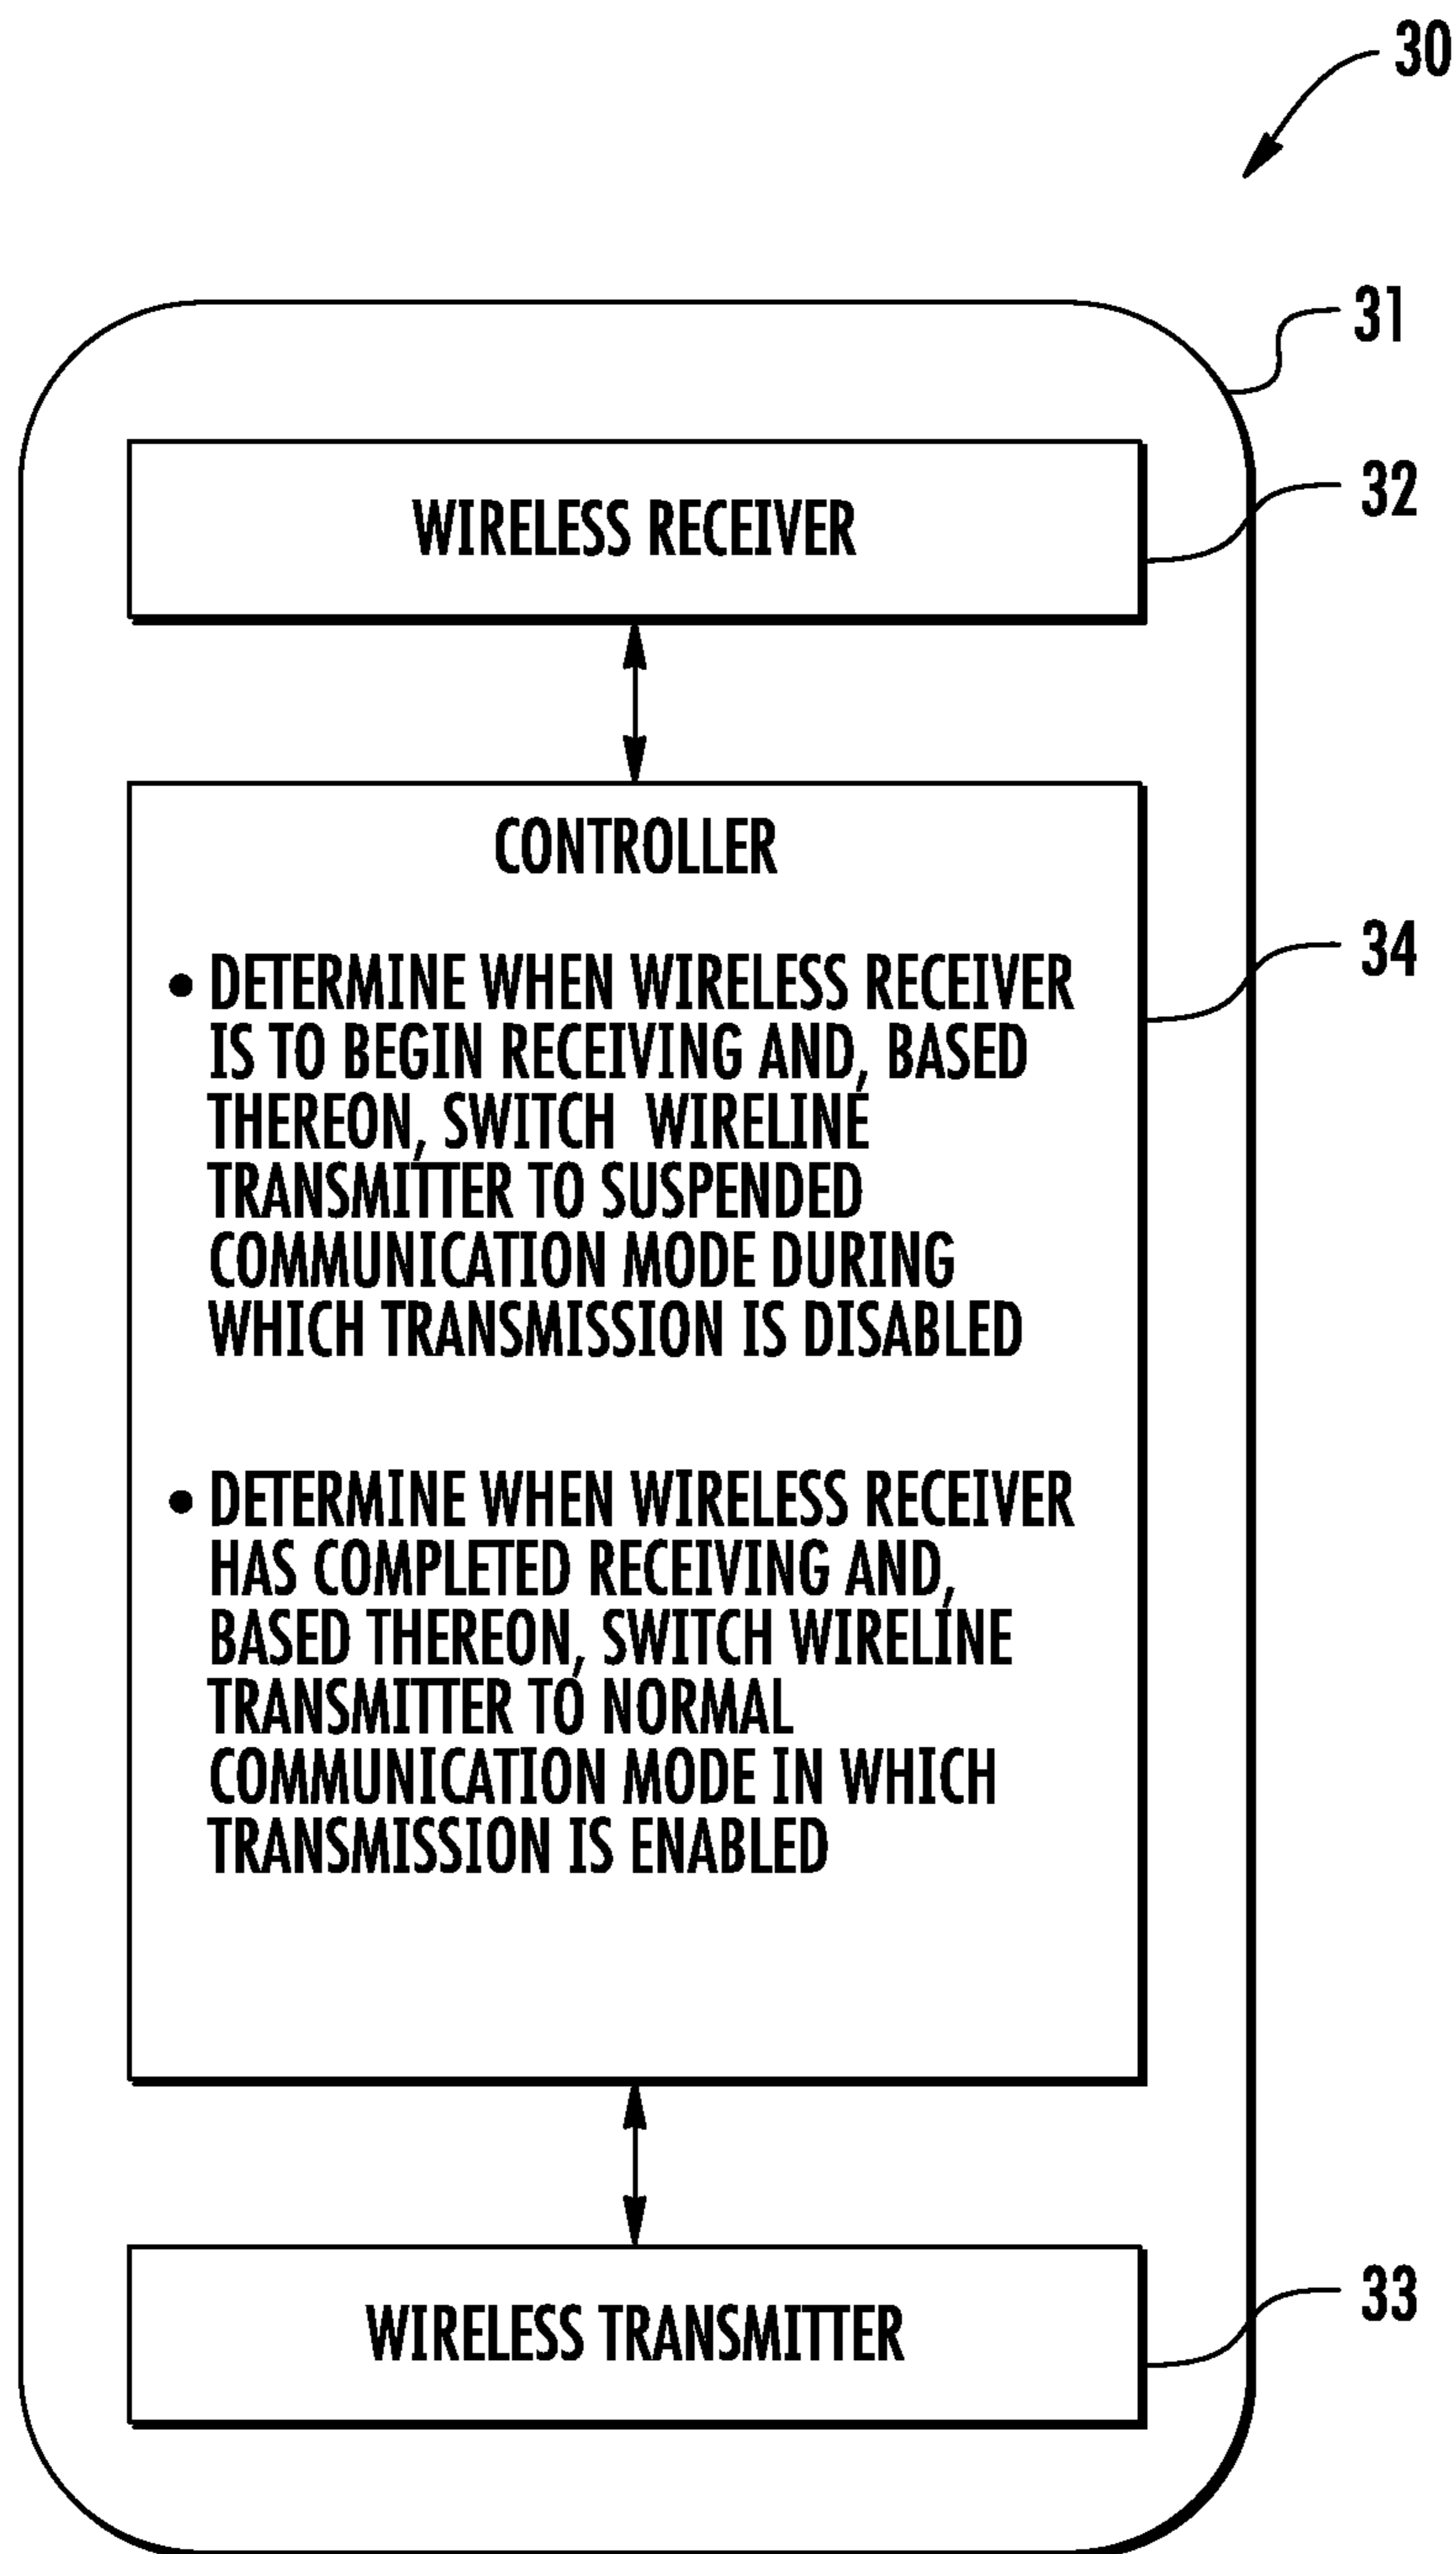 30
31
WIRELESS RECEIVER
32
CONTROLLER
• DETERMINE WHEN WIRELESS RECEIVER
IS TO BEGIN RECEIVING AND, BASED
THEREON, SWITCH WIRELINE
TRANSMITTER TO SUSPENDED
COMMUNICATION MODE DURING
WHICH TRANSMISSION IS DISABLED
34
• DETERMINE WHEN WIRELESS RECEIVER
HAS COMPLETED RECEIVING AND,
BASED THEREON, SWITCH WIRELINE
TRANSMITTER TO NORMAL
COMMUNICATION MODE IN WHICH
TRANSMISSION IS ENABLED
WIRELESS TRANSMITTER
33